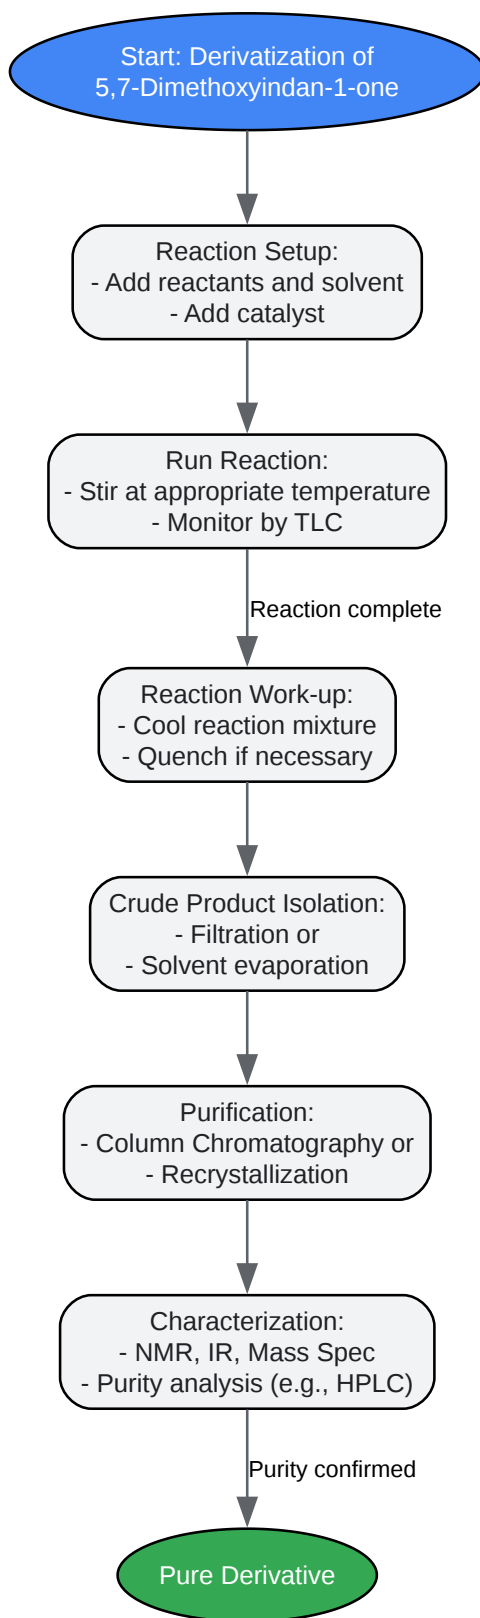 Start: Derivatization of
5,7-Dimethoxyindan-1-one
Reaction Setup:
- Add reactants and solvent
- Add catalyst
Run Reaction:
- Stir at appropriate temperature
- Monitor by TLC
Reaction complete
Reaction Work-up:
- Cool reaction mixture
- Quench if necessary
Crude Product Isolation:
- Filtration or
- Solvent evaporation
Purification:
- Column Chromatography or
- Recrystallization
Characterization:
- NMR, IR, Mass Spec
- Purity analysis (e.g., HPLC)
Purity confirmed
Pure Derivative